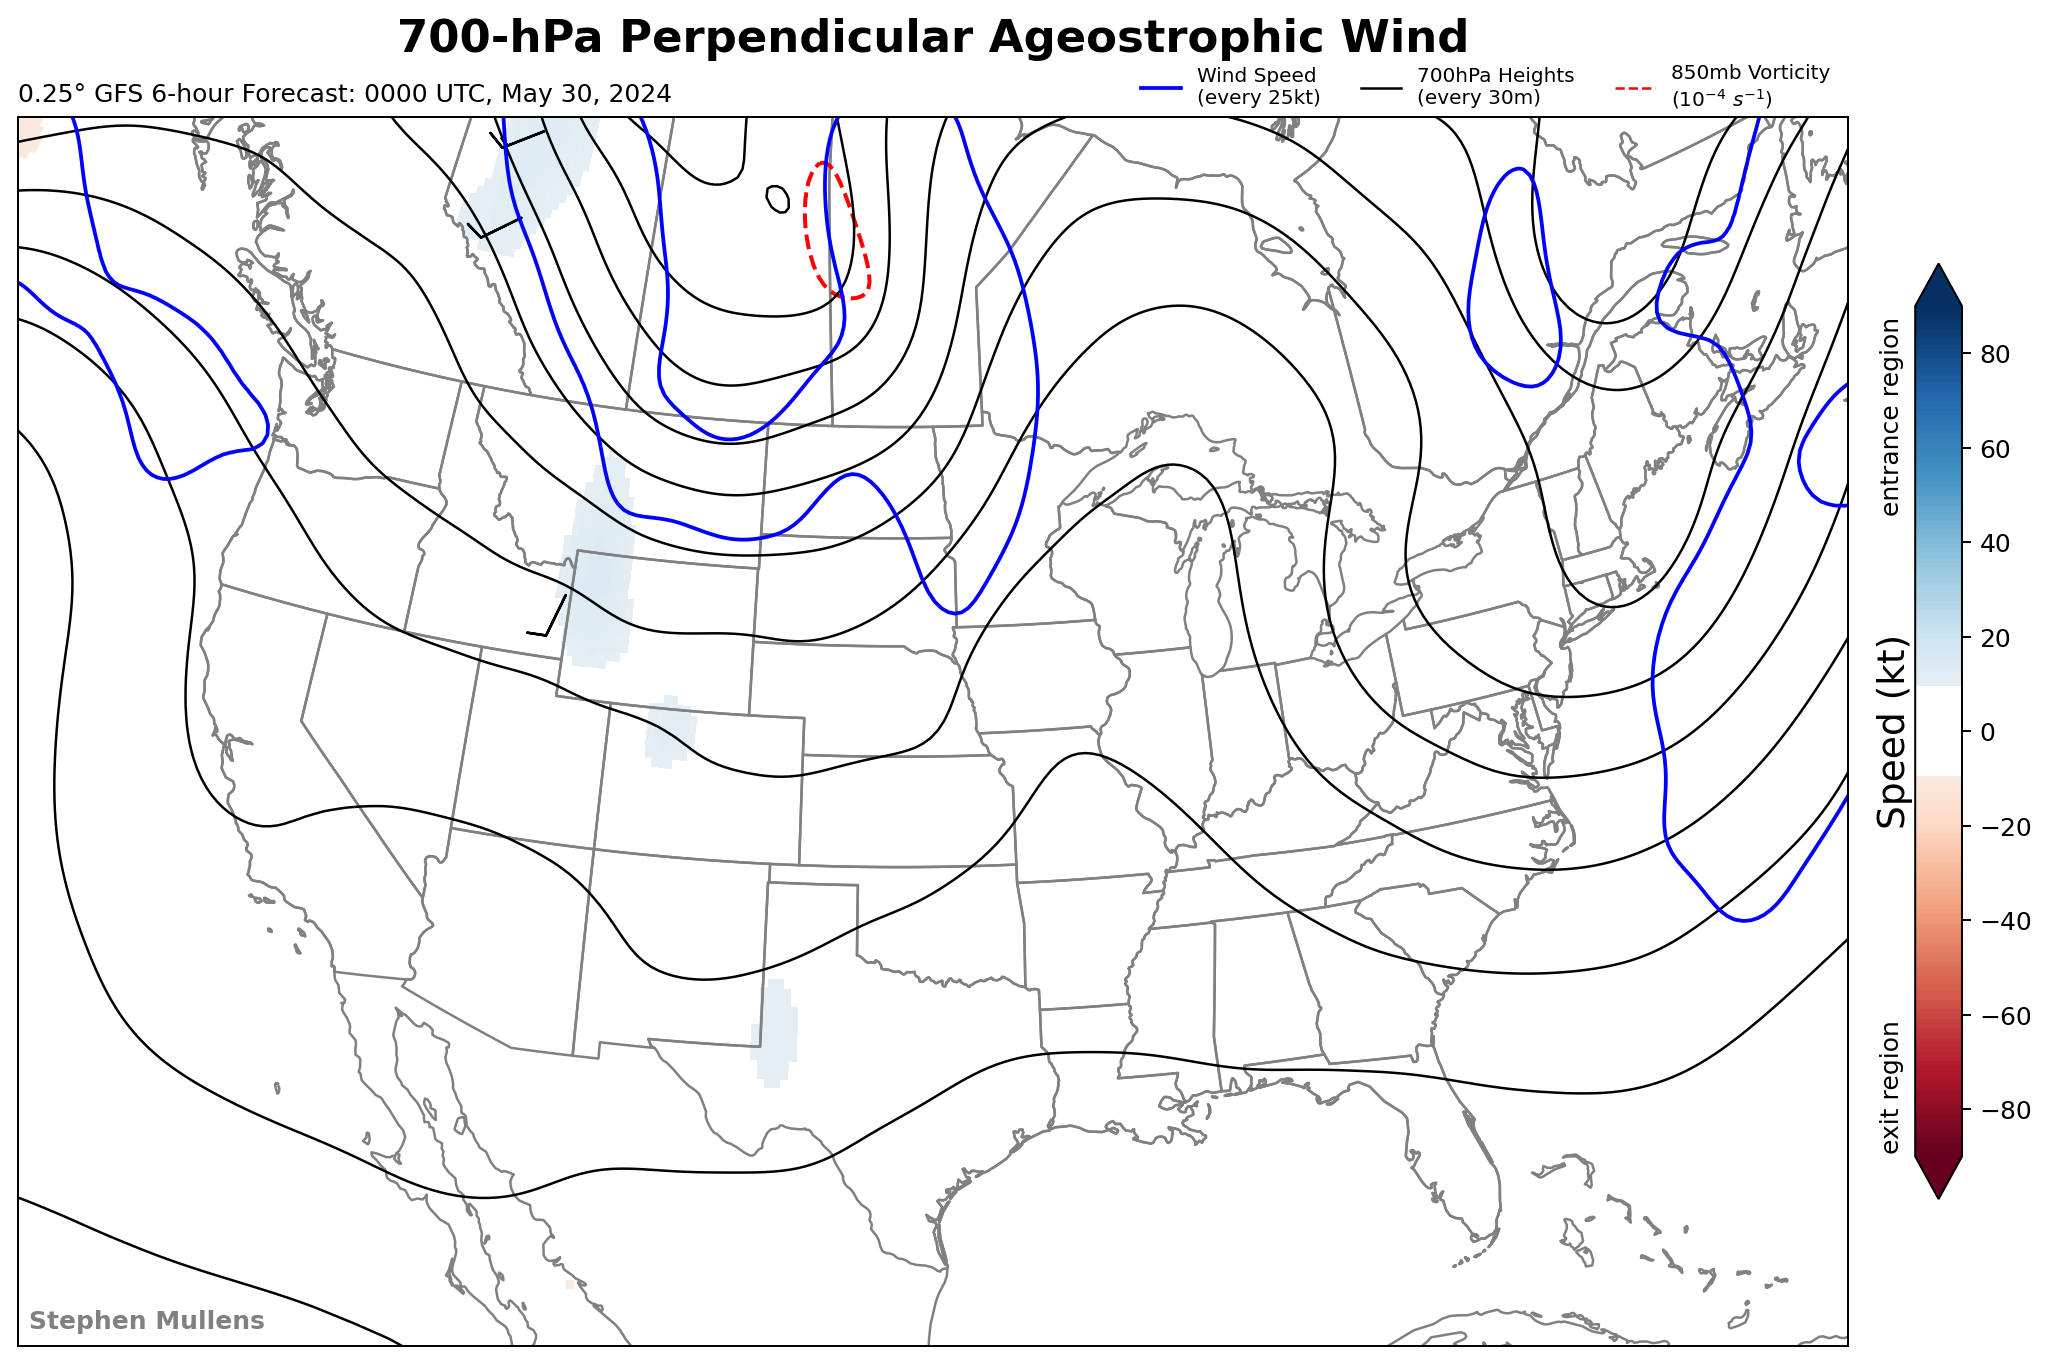 700-hPa Perpendicular Ageostrophic Wind
0.25° GFS 6-hour Forecast: 0000 UTC, May 30, 2024
Wind Speed
(every 25kt)
700hPa Heights
(every 30m)
850mb Vorticity
(10⁻⁴ s⁻¹)
entrance region
Speed (kt)
exit region
80
60
40
20
0
−20
−40
−60
−80
Stephen Mullens